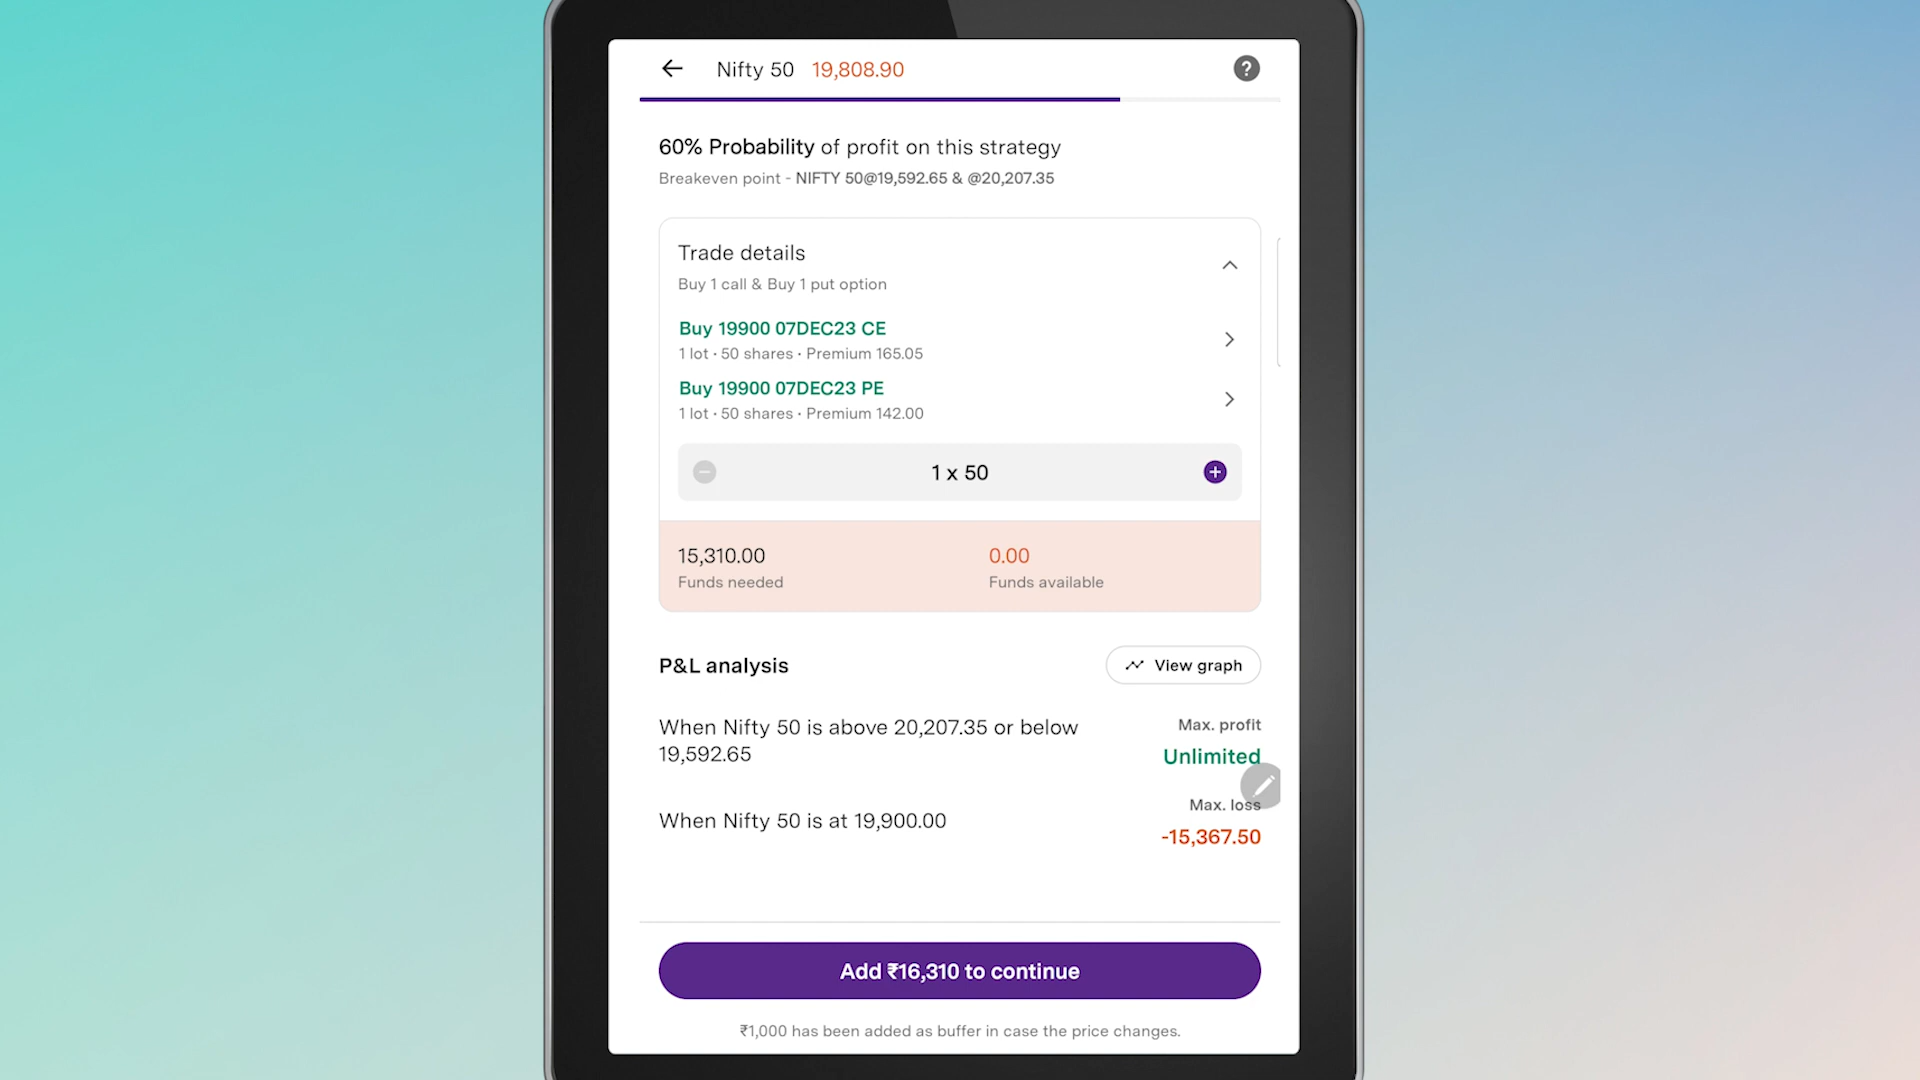 Nifty 50 19,808.90
?
60% Probability of profit on this strategy
Breakeven point - NIFTY 50@19,592.65 & @20,207.35
Trade details
Buy 1 call & Buy 1 put option
Buy 19900 07DEC23 CE
1 lot • 50 shares • Premium 165.05
Buy 19900 07DEC23 PE
1 lot • 50 shares • Premium 142.00
1 x 50
15,310.00 0.00
Funds needed Funds available
P&L analysis View graph
When Nifty 50 is above 20,207.35 or below
19,592.65
Max. profit
Unlimited
When Nifty 50 is at 19,900.00
Max. loss
-15,367.50
Add ₹16,310 to continue
₹1,000 has been added as buffer in case the price changes.